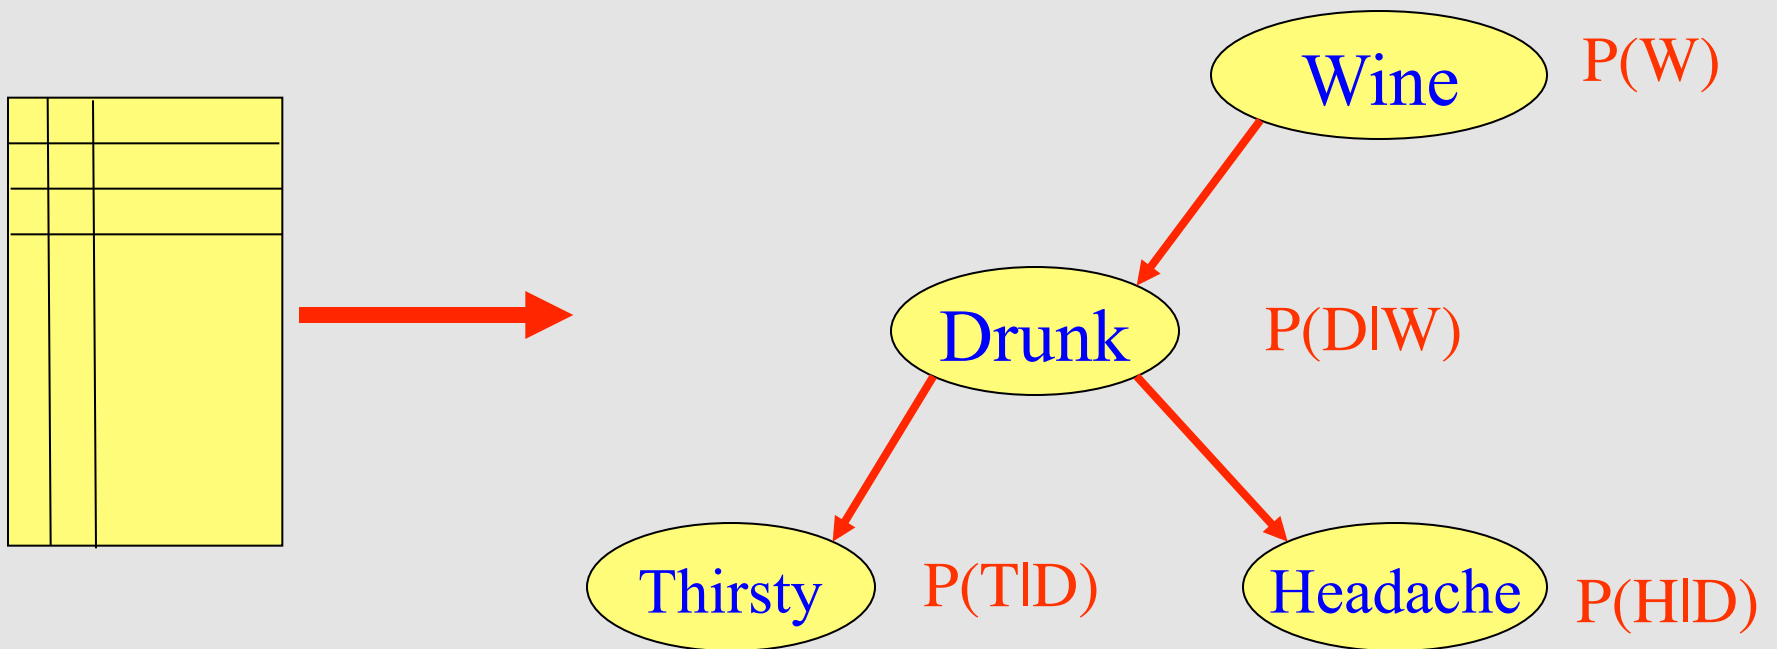 Wine P(W)
Drunk P(D|W)
Thirsty P(T|D) Headache P(H|D)